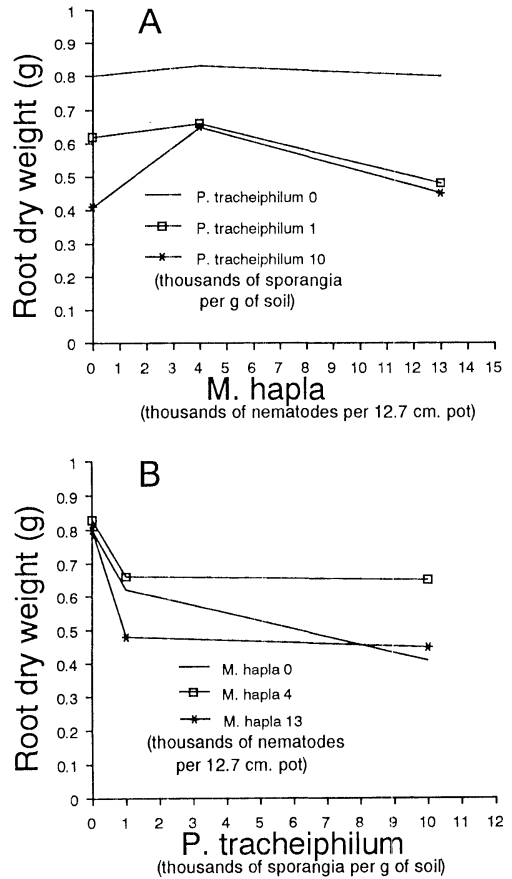 A
1
0.9
0.8
0.7
0.6
0.5
0.4
0.3
0.2
0.1
0
Root dry weight (g)
P. tracheiphilum 0
P. tracheiphilum 1
P. tracheiphilum 10
(thousands of sporangia
per g of soil)
0 1 2 3 4 5 6 7 8 9 10 11 12 13 14 15
M. hapla
(thousands of nematodes per 12.7 cm. pot)
B
1
0.9
0.8
0.7
0.6
0.5
0.4
0.3
0.2
0.1
0
Root dry weight (g)
M. hapla 0
M. hapla 4
M. hapla 13
(thousands of nematodes
per 12.7 cm. pot)
0 1 2 3 4 5 6 7 8 9 10 11 12
P. tracheiphilum
(thousands of sporangia per g of soil)